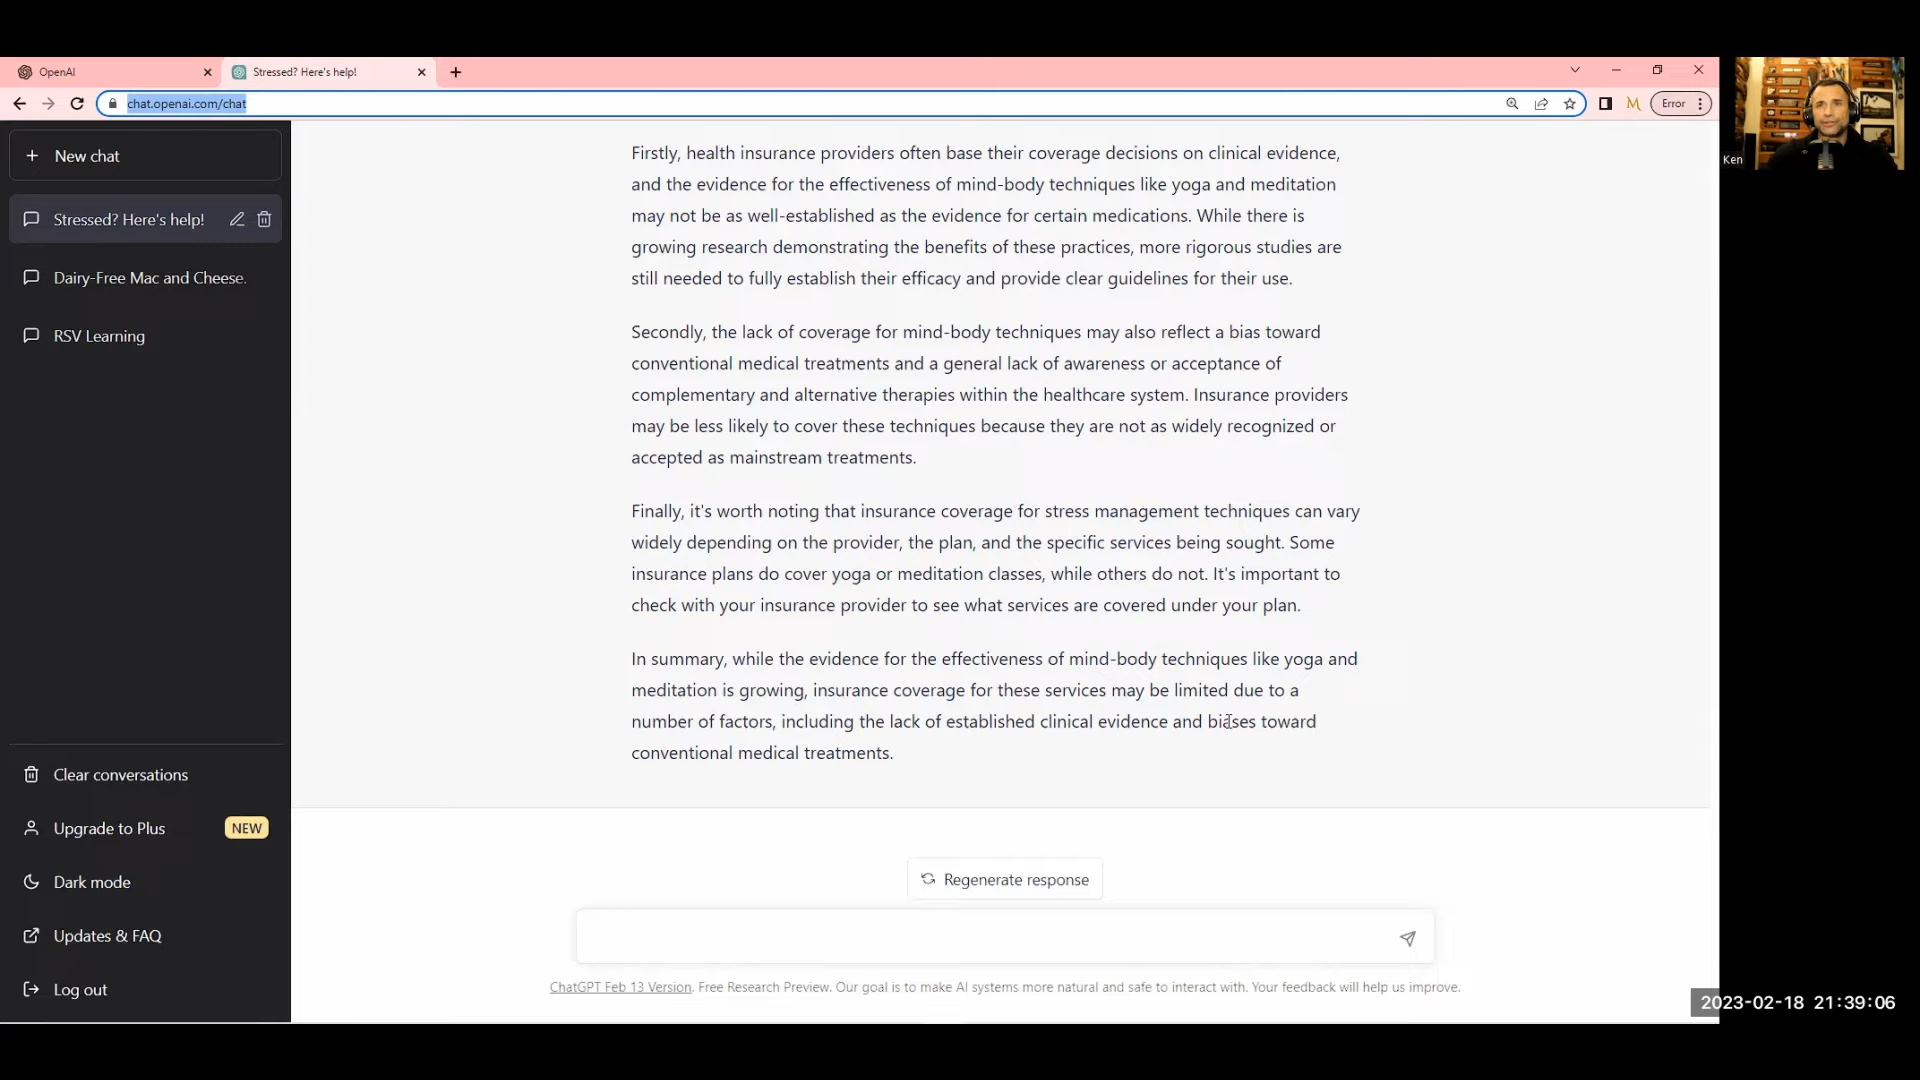 OpenAI
Stressed? Here's help!
chat.openai.com/chat
Error
Ken
New chat
Stressed? Here's help!
Dairy-Free Mac and Cheese.
RSV Learning
Clear conversations
Upgrade to Plus NEW
Dark mode
Updates & FAQ
Log out
Firstly, health insurance providers often base their coverage decisions on clinical evidence,
and the evidence for the effectiveness of mind-body techniques like yoga and meditation
may not be as well-established as the evidence for certain medications. While there is
growing research demonstrating the benefits of these practices, more rigorous studies are
still needed to fully establish their efficacy and provide clear guidelines for their use.
Secondly, the lack of coverage for mind-body techniques may also reflect a bias toward
conventional medical treatments and a general lack of awareness or acceptance of
complementary and alternative therapies within the healthcare system. Insurance providers
may be less likely to cover these techniques because they are not as widely recognized or
accepted as mainstream treatments.
Finally, it's worth noting that insurance coverage for stress management techniques can vary
widely depending on the provider, the plan, and the specific services being sought. Some
insurance plans do cover yoga or meditation classes, while others do not. It's important to
check with your insurance provider to see what services are covered under your plan.
In summary, while the evidence for the effectiveness of mind-body techniques like yoga and
meditation is growing, insurance coverage for these services may be limited due to a
number of factors, including the lack of established clinical evidence and biases toward
conventional medical treatments.
Regenerate response
ChatGPT Feb 13 Version. Free Research Preview. Our goal is to make AI systems more natural and safe to interact with. Your feedback will help us improve.
2023-02-18 21:39:06